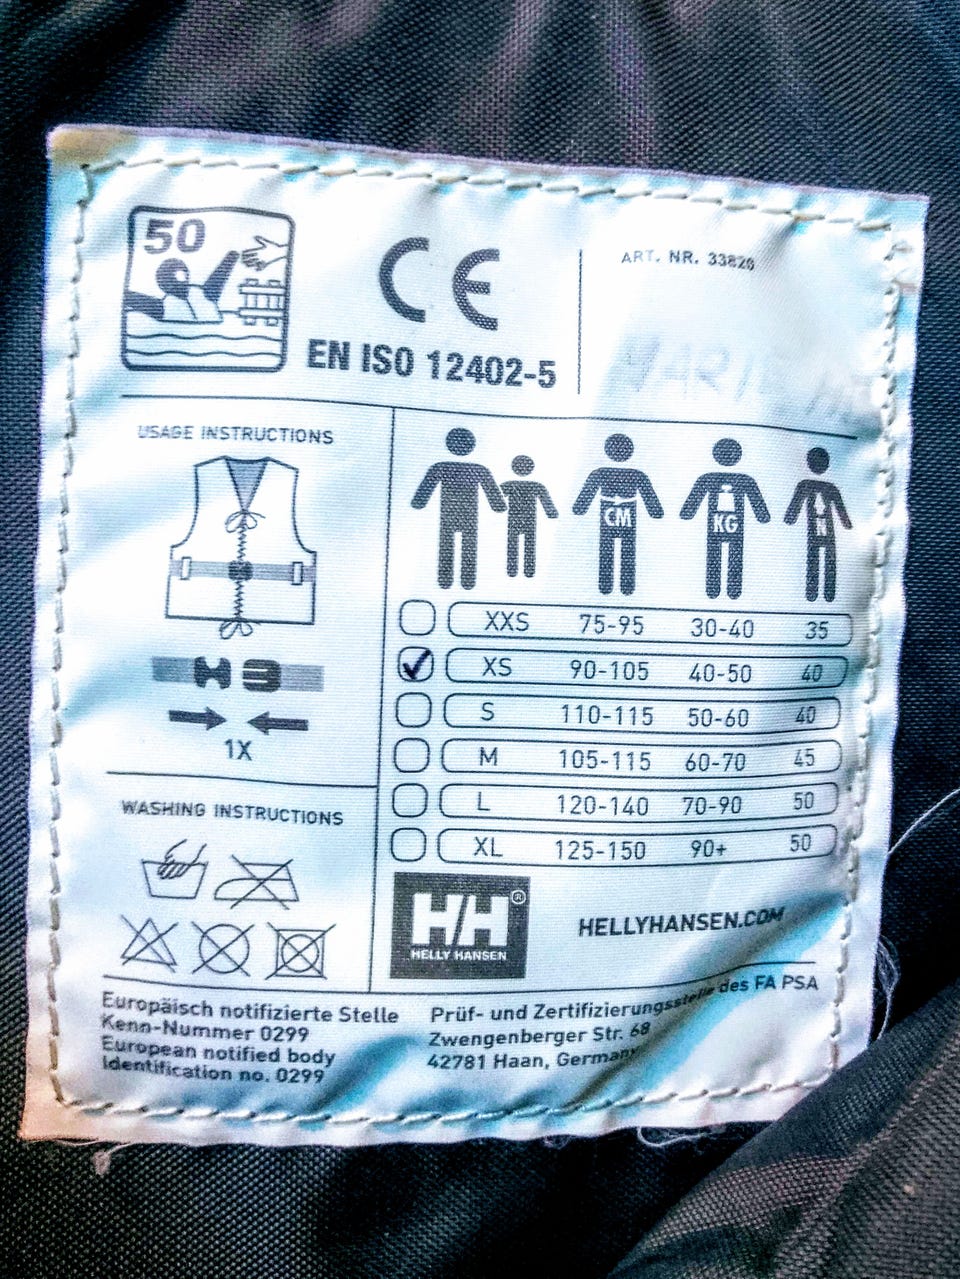 50
CE
EN ISO 12402-5
ART. NR. 33826
USAGE INSTRUCTIONS
1X
WASHING INSTRUCTIONS
CM KG N
XXS 75-95 30-40 35
XS 90-105 40-50 40
S 110-115 50-60 40
M 105-115 60-70 45
L 120-140 70-90 50
XL 125-150 90+ 50
H/H®
HELLY HANSEN
HELLYHANSEN.COM
Europäisch notifizierte Stelle
Kenn-Nummer 0299
European notified body
Identification no. 0299
Prüf- und Zertifizierungsstelle des FA PSA
Zwengenberger Str. 68
42781 Haan, Germany